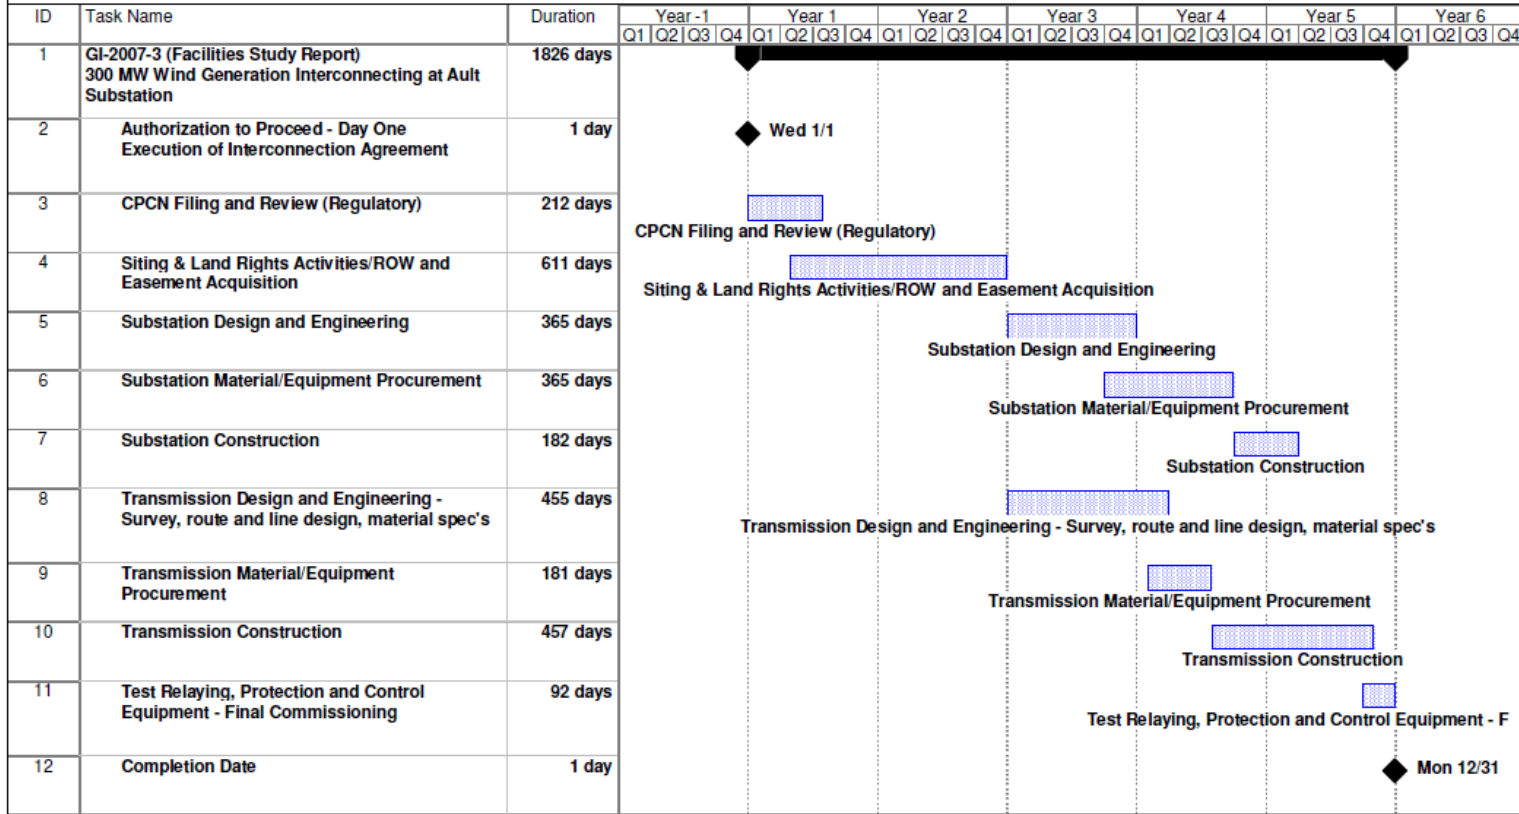 ID Task Name Duration Year -1 Year 1 Year 2 Year 3 Year 4 Year 5 Year 6
Q1 Q2 Q3 Q4 Q1 Q2 Q3 Q4 Q1 Q2 Q3 Q4 Q1 Q2 Q3 Q4 Q1 Q2 Q3 Q4 Q1 Q2 Q3 Q4 Q1 Q2 Q3 Q4
1 GI-2007-3 (Facilities Study Report) 1826 days
300 MW Wind Generation Interconnecting at Ault
Substation
2 Authorization to Proceed - Day One 1 day Wed 1/1
Execution of Interconnection Agreement
3 CPCN Filing and Review (Regulatory) 212 days
CPCN Filing and Review (Regulatory)
4 Siting & Land Rights Activities/ROW and 611 days
Easement Acquisition
Siting & Land Rights Activities/ROW and Easement Acquisition
5 Substation Design and Engineering 365 days
Substation Design and Engineering
6 Substation Material/Equipment Procurement 365 days
Substation Material/Equipment Procurement
7 Substation Construction 182 days
Substation Construction
8 Transmission Design and Engineering - 455 days
Survey, route and line design, material spec's
Transmission Design and Engineering - Survey, route and line design, material spec's
9 Transmission Material/Equipment 181 days
Procurement
Transmission Material/Equipment Procurement
10 Transmission Construction 457 days
Transmission Construction
11 Test Relaying, Protection and Control 92 days
Equipment - Final Commissioning
Test Relaying, Protection and Control Equipment - F
12 Completion Date 1 day Mon 12/31